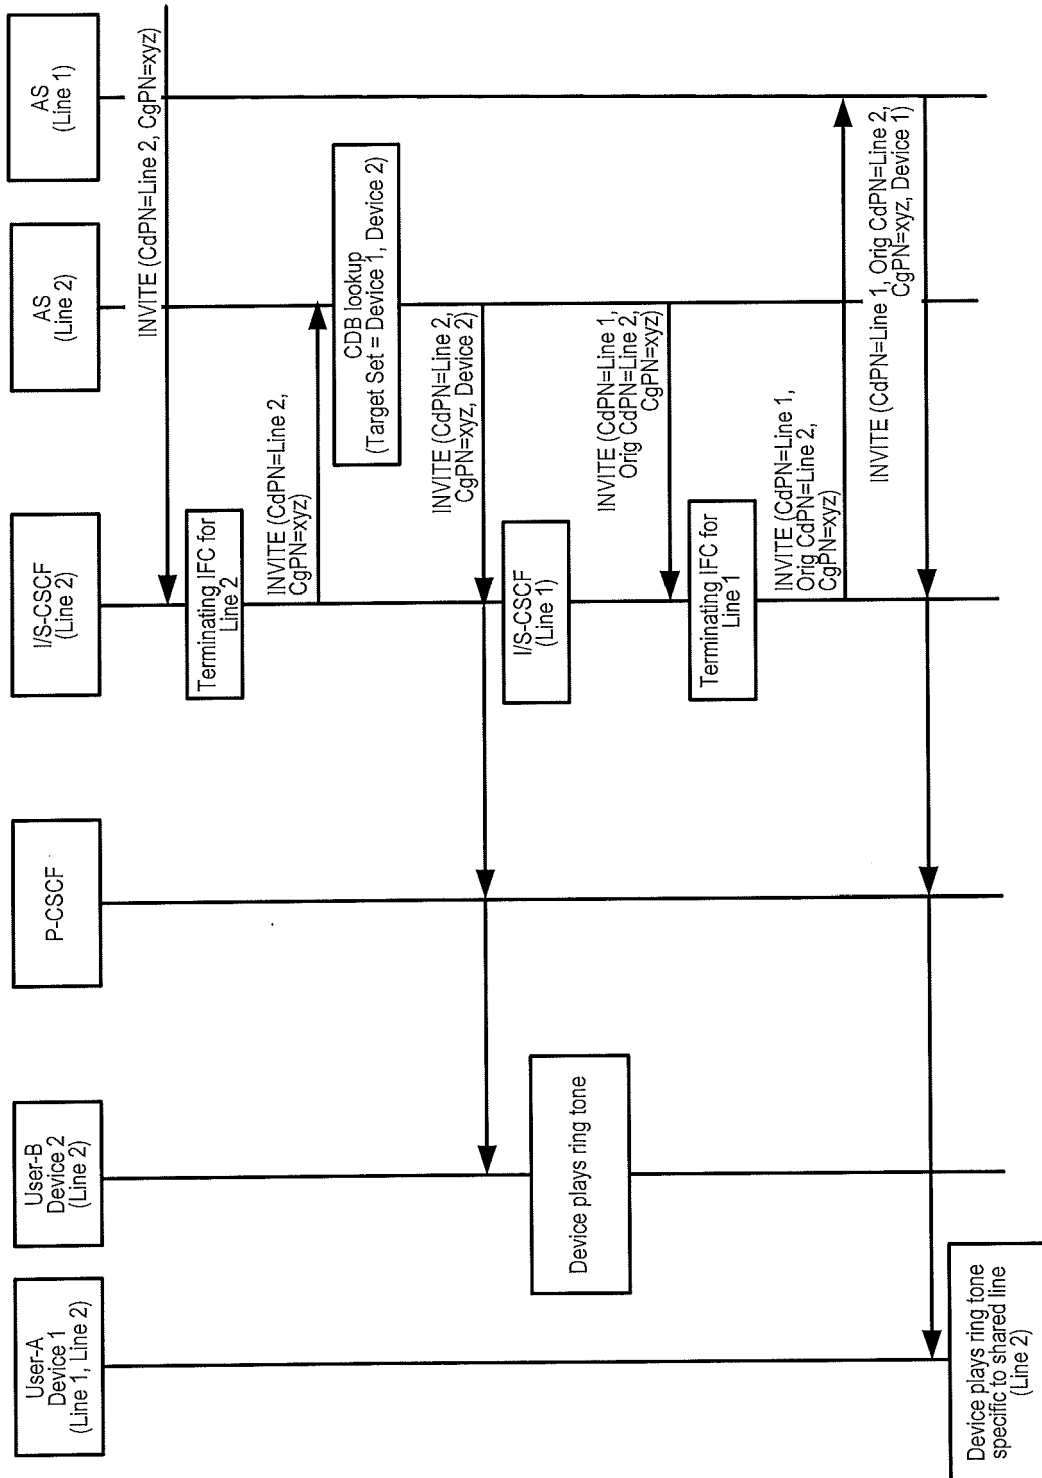 User-A
Device 1
(Line 1, Line 2)
User-B
Device 2
(Line 2)
P-CSCF
I/S-CSCF
(Line 2)
AS
(Line 2)
AS
(Line 1)
INVITE (CdPN=Line 2, CgPN=xyz)
Terminating IFC for
Line 2
INVITE (CdPN=Line 2,
CgPN=xyz)
CDB lookup
(Target Set = Device 1, Device 2)
INVITE (CdPN=Line 2,
CgPN=xyz, Device 2)
I/S-CSCF
(Line 1)
Device plays ring tone
INVITE (CdPN=Line 1,
Orig CdPN=Line 2,
CgPN=xyz)
Terminating IFC for
Line 1
INVITE (CdPN=Line 1,
Orig CdPN=Line 2,
CgPN=xyz)
INVITE (CdPN=Line 1, Orig CdPN=Line 2,
CgPN=xyz, Device 1)
Device plays ring tone
specific to shared line
(Line 2)